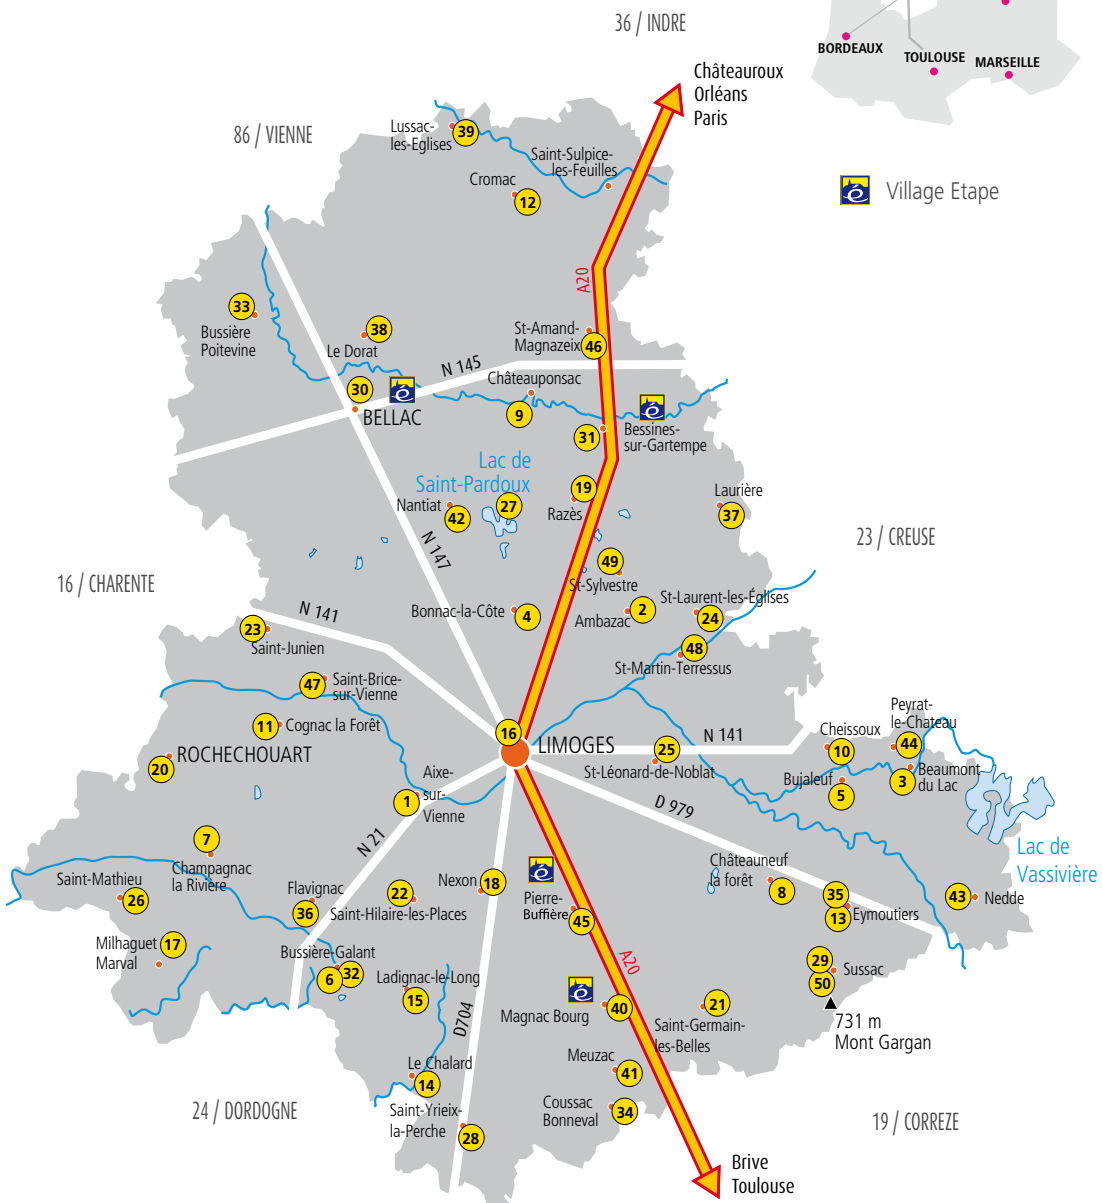 36 / INDRE
BORDEAUX
TOULOUSE
MARSEILLE
Châteauroux
Orléans
Paris
86 / VIENNE
Lussac-
les-Eglises
39
Saint-Sulpice-
les-Feuilles
Cromac
12
é
Village Etape
A20
33
Bussière
Poitevine
38
Le Dorat
St-Amand-
Magnazeix
46
N 145
30
é
BELLAC
Châteauponsac
9
é
31
Bessines-
sur-Gartempe
Lac de
Saint-Pardoux
27
Nantiat
42
19
Razès
Laurière
37
N 147
23 / CREUSE
16 / CHARENTE
49
St-Sylvestre
N 141
Bonnac-la-Côte
4
Ambazac
2
St-Laurent-les-Églises
24
23
Saint-Junien
48
St-Martin-Terressus
47
Saint-Brice-
sur-Vienne
11
Cognac la Forêt
16
LIMOGES
N 141
25
St-Léonard-de-Noblat
Cheissoux
10
Peyrat-
le-Chateau
44
ROCHECHOUART
20
Aixe-
sur-
Vienne
1
Bujaleuf
5
3
Beaumont
du Lac
D 979
N 21
7
Champagnac
la Rivière
Lac de
Vassivière
Saint-Mathieu
26
Flavignac
36
22
Saint-Hilaire-les-Places
Nexon
18
é
Pierre-
Buffière
45
Châteauneuf
la forêt
8
35
13
Eymoutiers
43
Nedde
Milhaguet
Marval
17
Bussière-Galant
6
32
Ladignac-le-Long
15
A20
29
50
Sussac
731 m
Mont Gargan
D704
é
Magnac Bourg
40
21
Saint-Germain-
les-Belles
Le Chalard
14
Meuzac
41
24 / DORDOGNE
Saint-Yrieix-
la-Perche
28
Coussac
Bonneval
34
19 / CORREZE
Brive
Toulouse